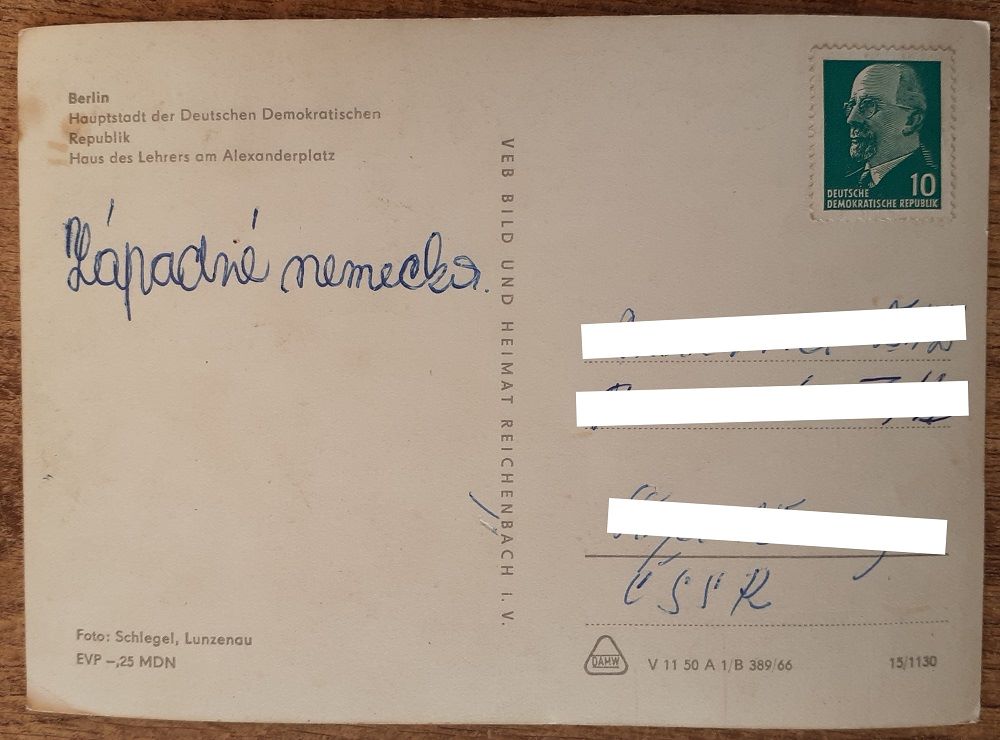 Berlin
Hauptstadt der Deutschen Demokratischen
Republik
Haus des Lehrers am Alexanderplatz
Západné nemecko.
VEB BILD UND HEIMAT REICHENBACH i. V.
10
DEUTSCHE
DEMOKRATISCHE REPUBLIK
ČSSR
Foto: Schlegel, Lunzenau
EVP –,25 MDN
DAMW
V 11 50 A 1/B 389/66
15/1130